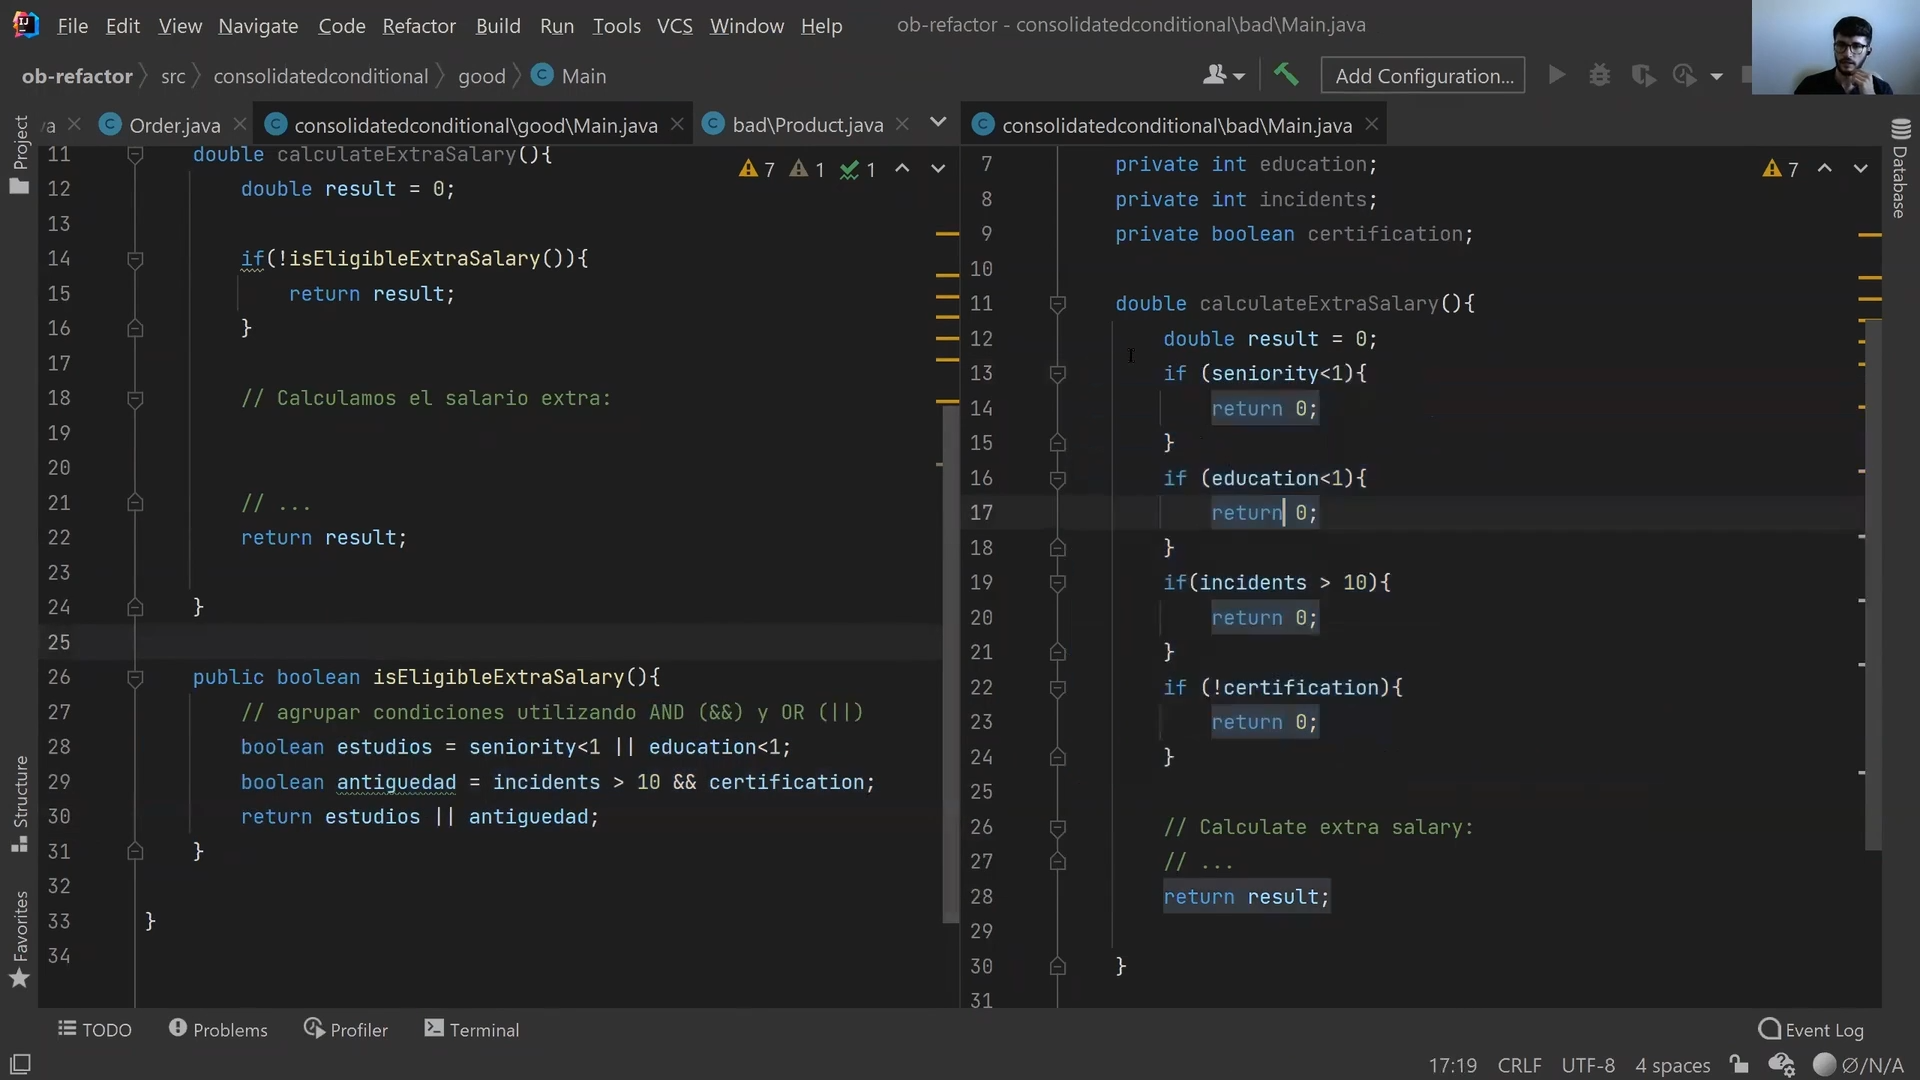 File Edit View Navigate Code Refactor Build Run Tools VCS Window Help ob-refactor - consolidatedconditional\bad\Main.java
ob-refactor src consolidatedconditional good Main Add Configuration...
va Order.java consolidatedconditional\good\Main.java bad\Product.java consolidatedconditional\bad\Main.java
Project
Structure
Favorites
7 1 1
11 double calculateExtraSalary(){
12 double result = 0;
13
14 if(!isEligibleExtraSalary()){
15 return result;
16 }
17
18 // Calculamos el salario extra:
19
20
21 // ...
22 return result;
23
24 }
25
26 public boolean isEligibleExtraSalary(){
27 // agrupar condiciones utilizando AND (&&) y OR (||)
28 boolean estudios = seniority<1 || education<1;
29 boolean antiguedad = incidents > 10 && certification;
30 return estudios || antiguedad;
31 }
32
33 }
34
7
7 private int education;
8 private int incidents;
9 private boolean certification;
10
11 double calculateExtraSalary(){
12 double result = 0;
13 if (seniority<1){
14 return 0;
15 }
16 if (education<1){
17 return 0;
18 }
19 if(incidents > 10){
20 return 0;
21 }
22 if (!certification){
23 return 0;
24 }
25
26 // Calculate extra salary:
27 // ...
28 return result;
29
30 }
31
Database
TODO Problems Profiler Terminal Event Log
17:19 CRLF UTF-8 4 spaces Ø/N/A